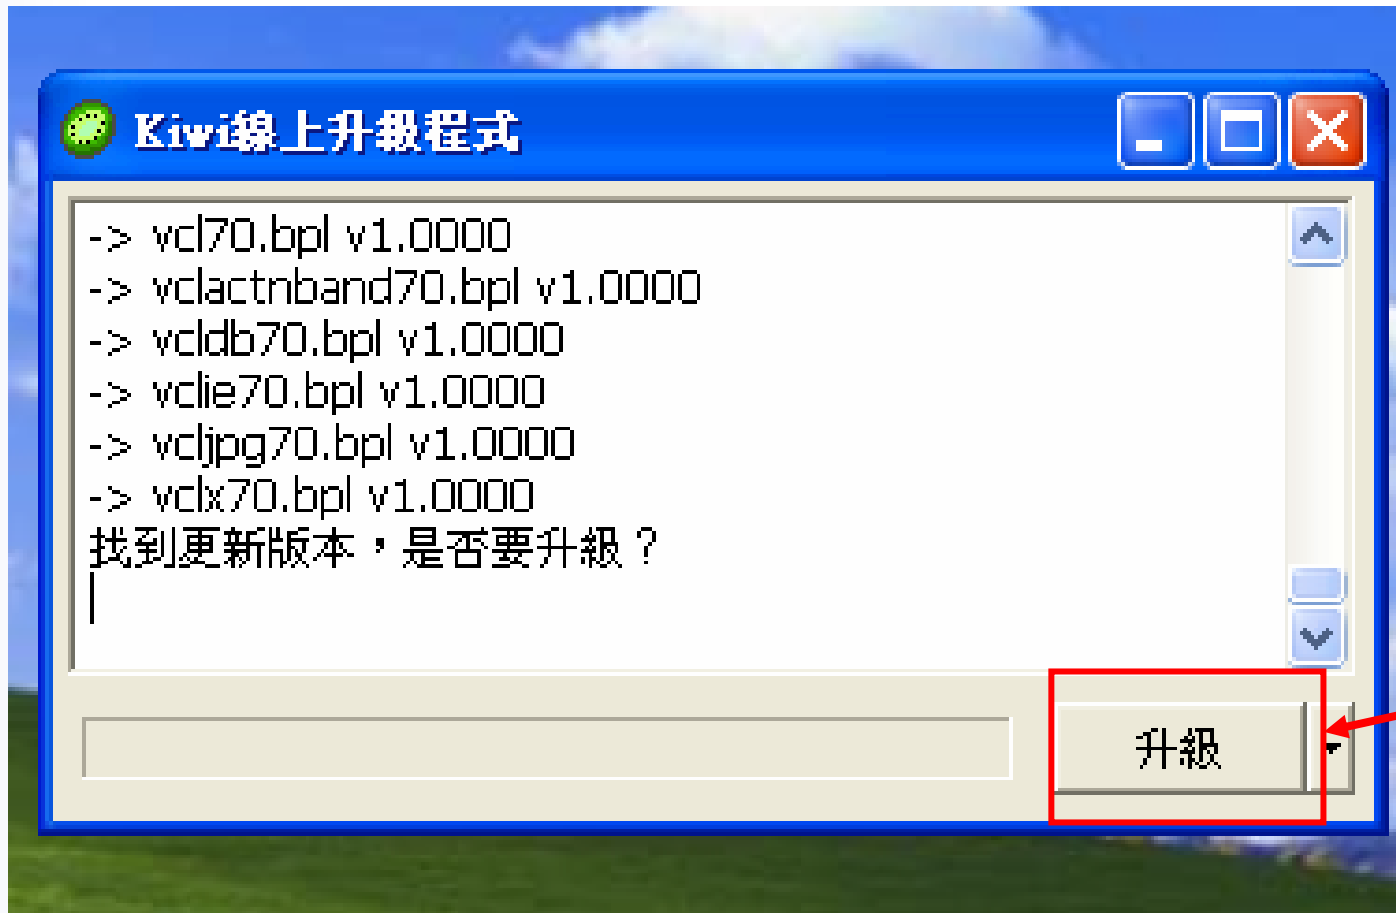 Kiwi線上升級程式
-> vcl70.bpl v1.0000
-> vclactnband70.bpl v1.0000
-> vcldb70.bpl v1.0000
-> vclie70.bpl v1.0000
-> vcljpg70.bpl v1.0000
-> vclx70.bpl v1.0000
找到更新版本，是否要升級？
升級